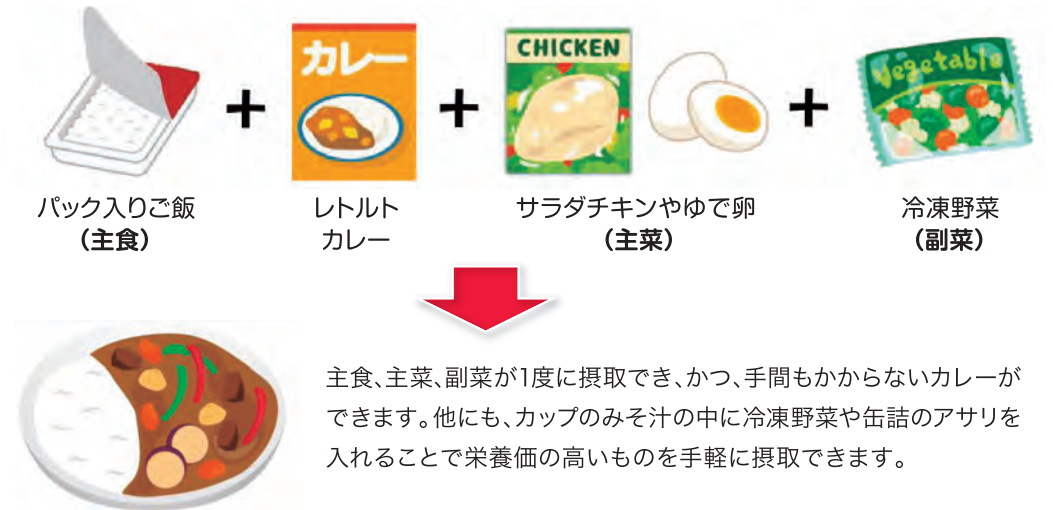 カレー
CHICKEN
Vegetable
パック入りご飯
(主食)
レトルト
カレー
サラダチキンやゆで卵
(主菜)
冷凍野菜
(副菜)
主食、主菜、副菜が1度に摂取でき、かつ、手間もかからないカレーが
できます。他にも、カップのみそ汁の中に冷凍野菜や缶詰のアサリを
入れることで栄養価の高いものを手軽に摂取できます。